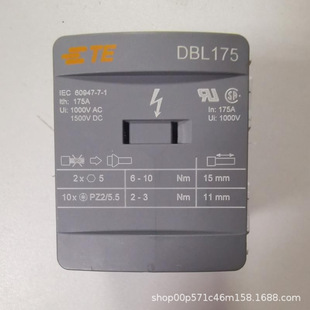 TE
DBL175
IEC 60947-7-1
Ith: 175A
Ui: 1000V AC
1500V DC
In: 175A
Ui: 1000V
2x 5 6 - 10 Nm 15 mm
10x PZ2/5.5 2 - 3 Nm 11 mm
shop00p571c46m158.1688.com